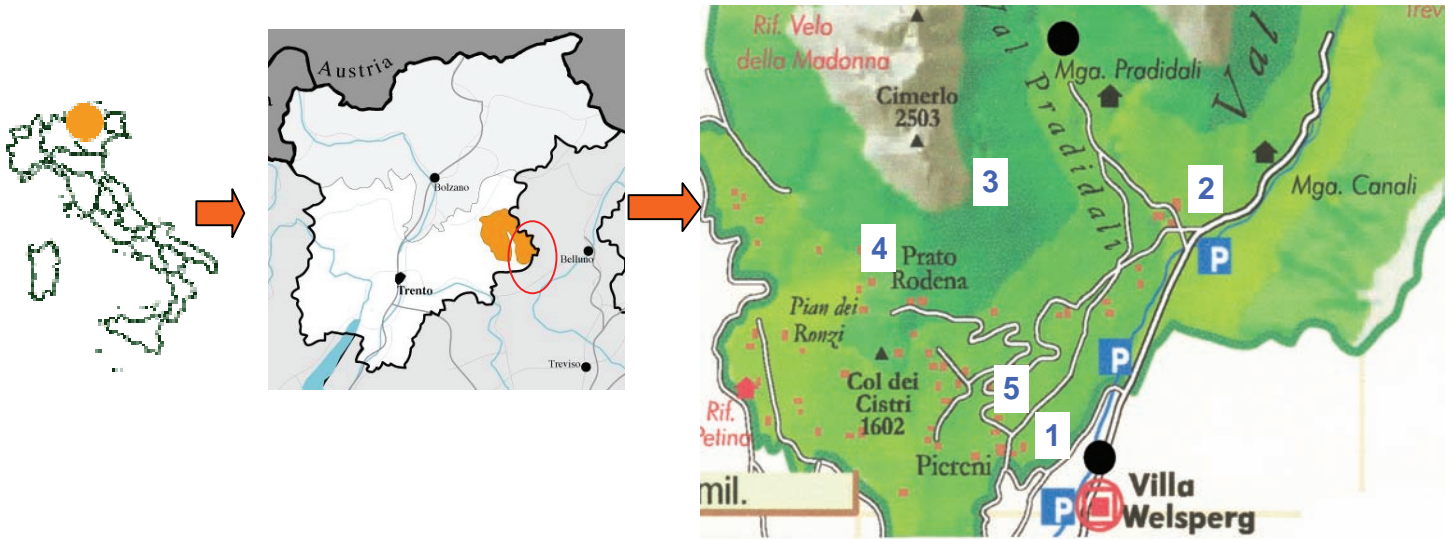 Austria
Bolzano
Trento
Belluno
Treviso
Rif. Velo
della Madonna
Cimerlo
2503
Val Pradidali
Mga. Pradidali
Val
Mga. Canali
3
2
4
Prato
Rodena
Pian dei
Ronzi
P
P
Col dei
Cistri
1602
5
1
Rif.
Petina
Piereni
mil.
P
Villa
Welsperg